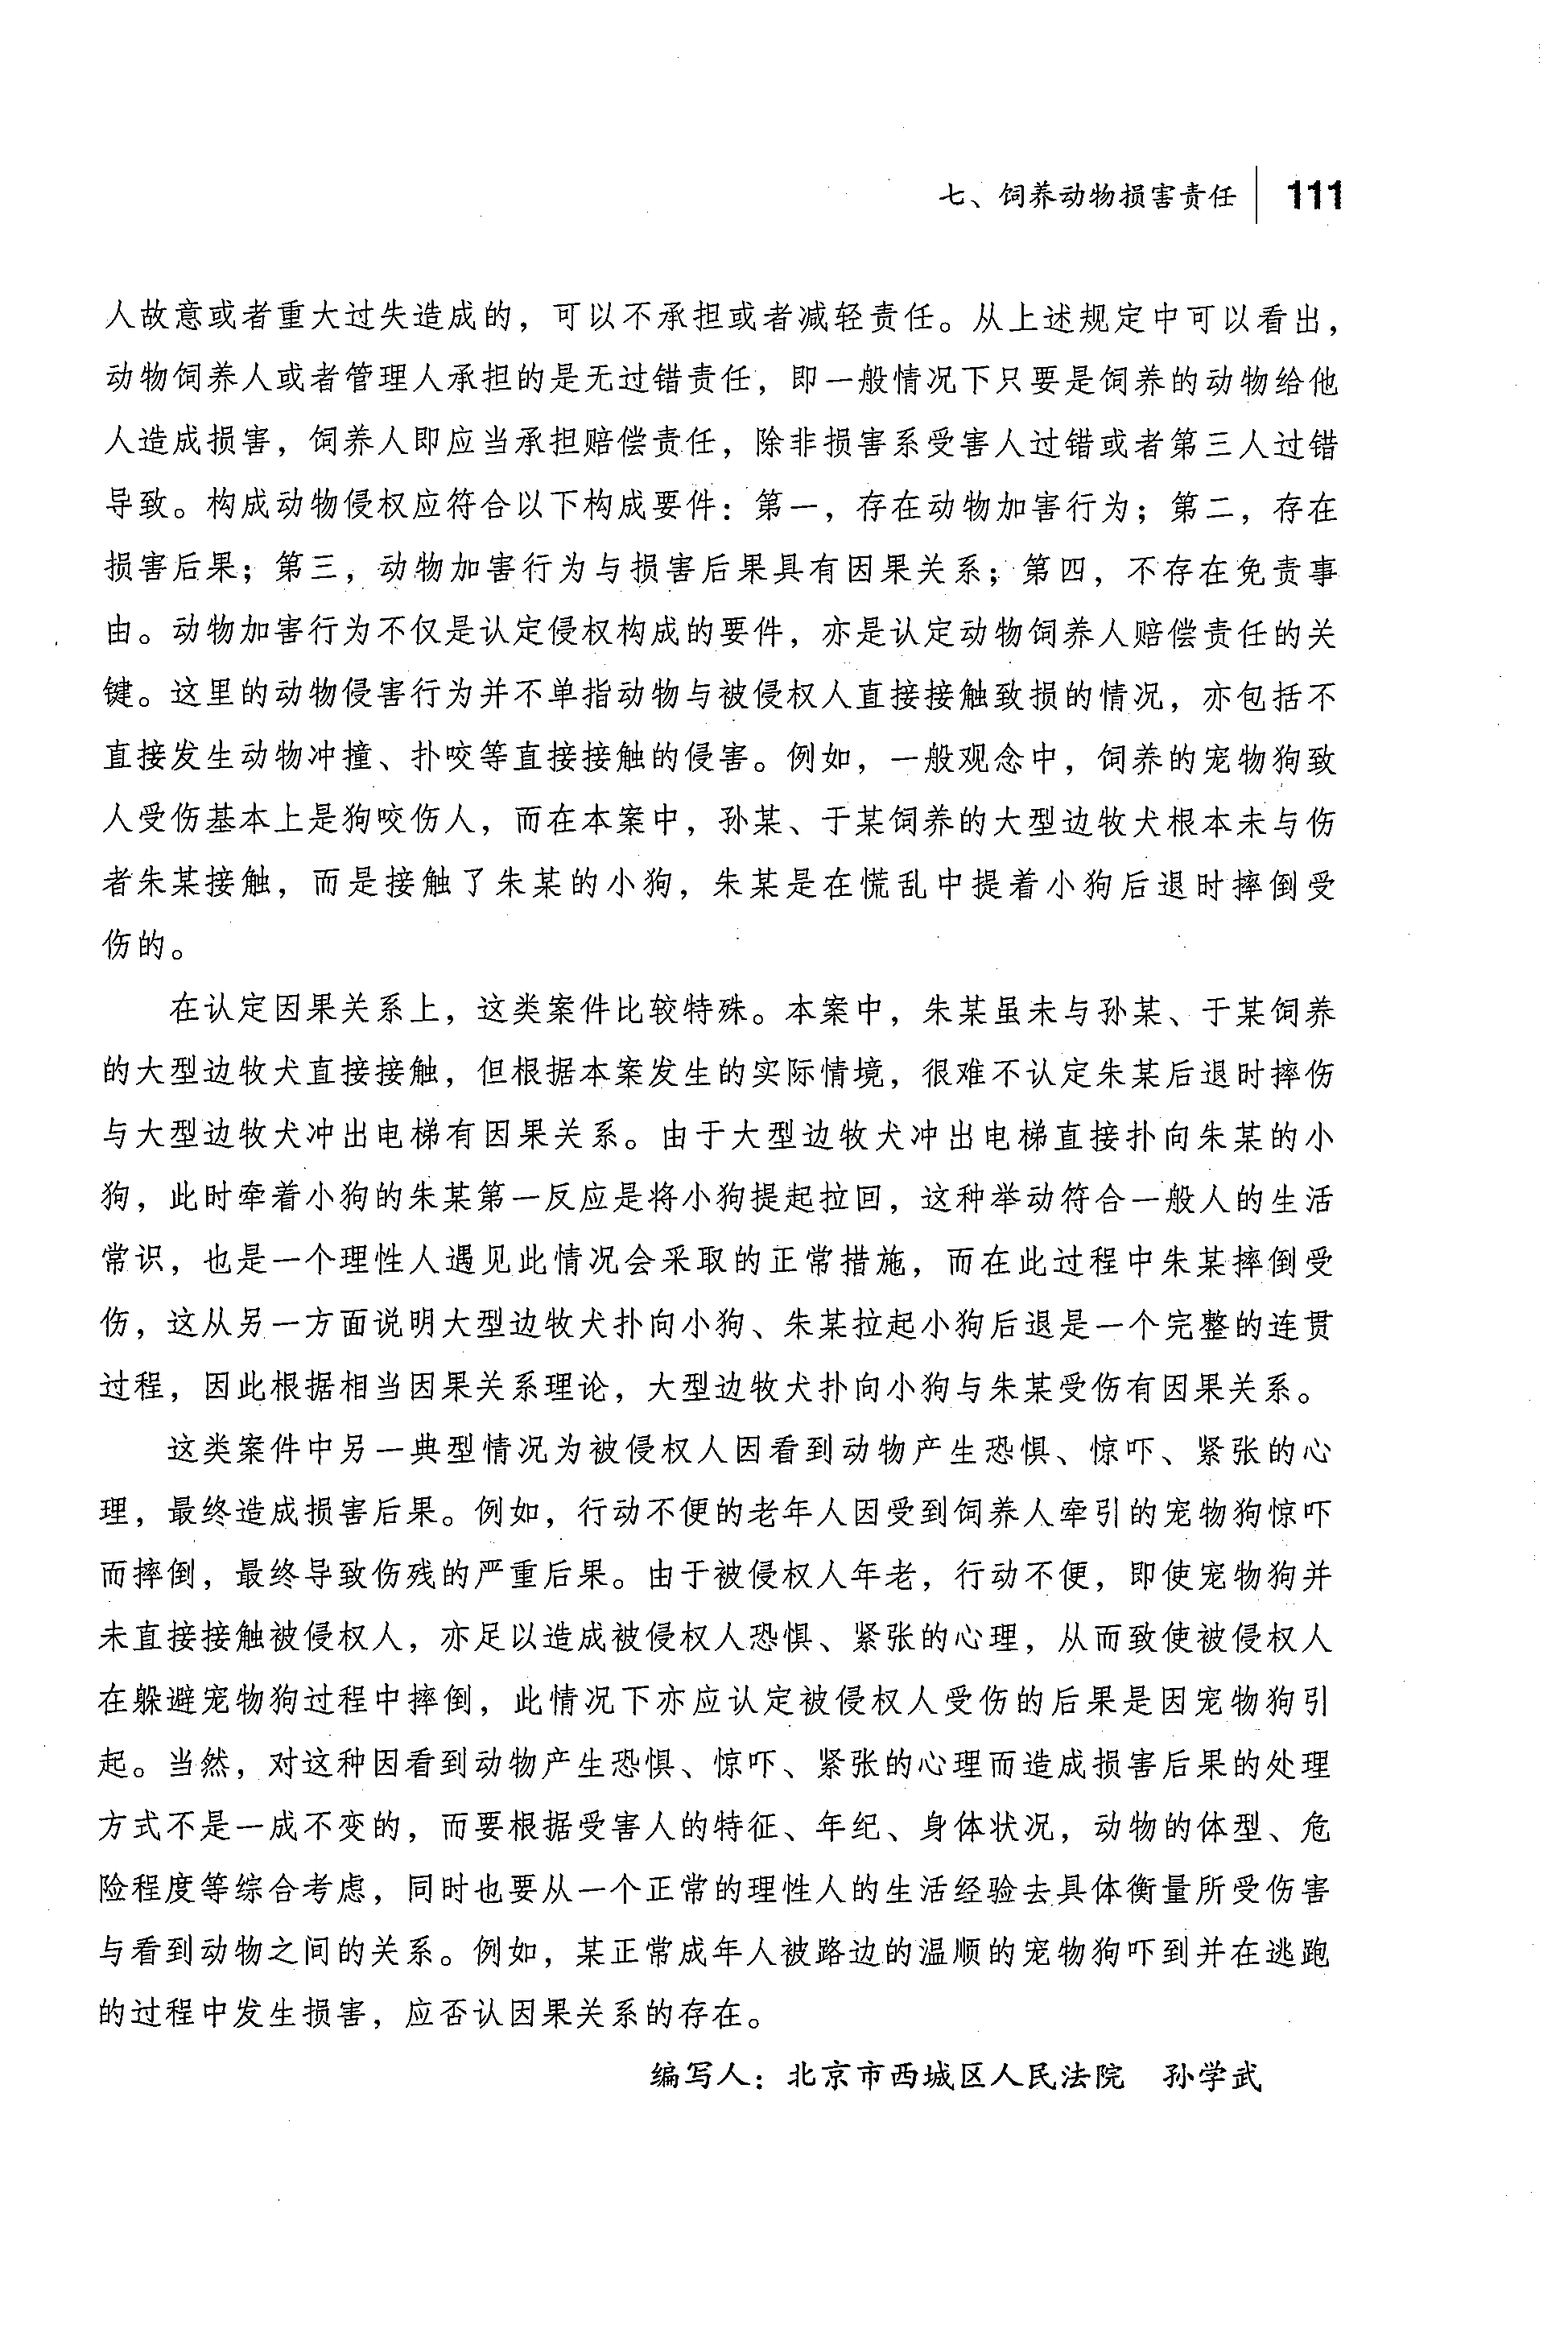 七、饲养动物损害责任 111
人故意或者重大过失造成的，可以不承担或者减轻责任。从上述规定中可以看出，
动物饲养人或者管理人承担的是无过错责任，即一般情况下只要是饲养的动物给他
人造成损害，饲养人即应当承担赔偿责任，除非损害系受害人过错或者第三人过错
导致。构成动物侵权应符合以下构成要件：第一，存在动物加害行为；第二，存在
损害后果；第三，动物加害行为与损害后果具有因果关系；第四，不存在免责事
由。动物加害行为不仅是认定侵权构成的要件，亦是认定动物饲养人赔偿责任的关
键。这里的动物侵害行为并不单指动物与被侵权人直接接触致损的情况，亦包括不
直接发生动物冲撞、扑咬等直接接触的侵害。例如，一般观念中，饲养的宠物狗致
人受伤基本上是狗咬伤人，而在本案中，孙某、于某饲养的大型边牧犬根本未与伤
者朱某接触，而是接触了朱某的小狗，朱某是在慌乱中提着小狗后退时摔倒受
伤的。
在认定因果关系上，这类案件比较特殊。本案中，朱某虽未与孙某、于某饲养
的大型边牧犬直接接触，但根据本案发生的实际情境，很难不认定朱某后退时摔伤
与大型边牧犬冲出电梯有因果关系。由于大型边牧犬冲出电梯直接扑向朱某的小
狗，此时牵着小狗的朱某第一反应是将小狗提起拉回，这种举动符合一般人的生活
常识，也是一个理性人遇见此情况会采取的正常措施，而在此过程中朱某摔倒受
伤，这从另一方面说明大型边牧犬扑向小狗、朱某拉起小狗后退是一个完整的连贯
过程，因此根据相当因果关系理论，大型边牧犬扑向小狗与朱某受伤有因果关系。
这类案件中另一典型情况为被侵权人因看到动物产生恐惧、惊吓、紧张的心
理，最终造成损害后果。例如，行动不便的老年人因受到饲养人牵引的宠物狗惊吓
而摔倒，最终导致伤残的严重后果。由于被侵权人年老，行动不便，即使宠物狗并
未直接接触被侵权人，亦足以造成被侵权人恐惧、紧张的心理，从而致使被侵权人
在躲避宠物狗过程中摔倒，此情况下亦应认定被侵权人受伤的后果是因宠物狗引
起。当然，对这种因看到动物产生恐惧、惊吓、紧张的心理而造成损害后果的处理
方式不是一成不变的，而要根据受害人的特征、年纪、身体状况，动物的体型、危
险程度等综合考虑，同时也要从一个正常的理性人的生活经验去具体衡量所受伤害
与看到动物之间的关系。例如，某正常成年人被路边的温顺的宠物狗吓到并在逃跑
的过程中发生损害，应否认因果关系的存在。
编写人：北京市西城区人民法院　孙学武